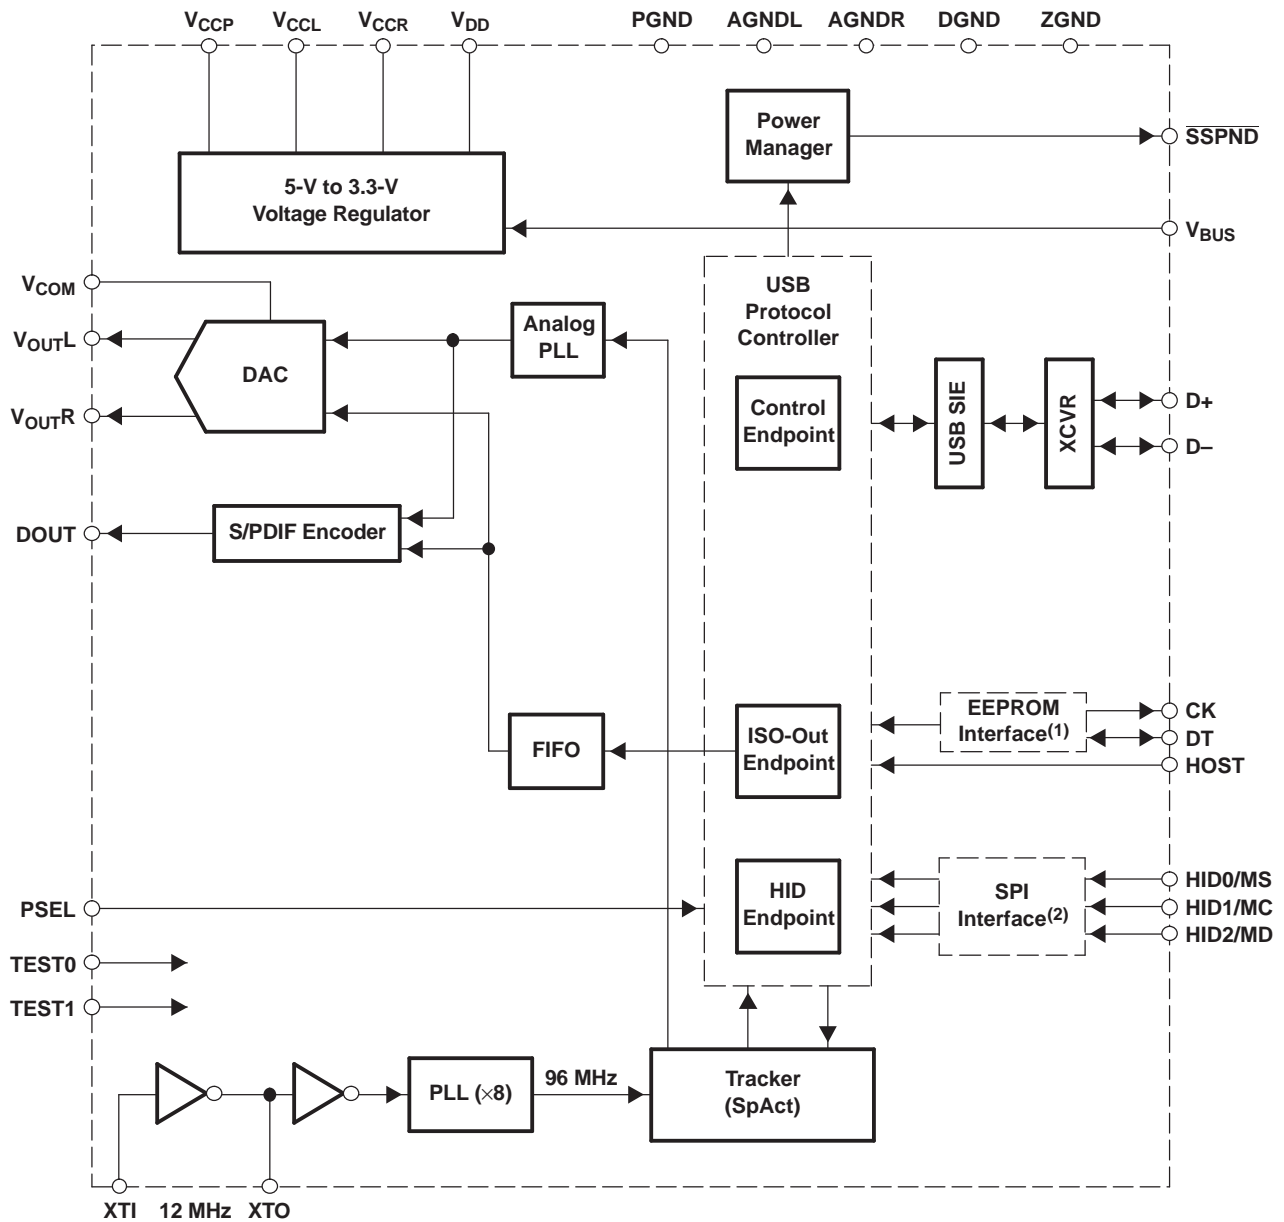 VCCP VCCL VCCR VDD PGND AGNDL AGNDR DGND ZGND
Power
Manager
SSPND
5-V to 3.3-V
Voltage Regulator
VBUS
VCOM
USB
Protocol
Controller
Analog
PLL
VOUTL
DAC
VOUTR
Control
Endpoint
USB SIE
XCVR
D+
D–
DOUT
S/PDIF Encoder
EEPROM
Interface(1)
CK
DT
HOST
FIFO
ISO-Out
Endpoint
HID
Endpoint
SPI
Interface(2)
HID0/MS
HID1/MC
HID2/MD
PSEL
TEST0
TEST1
PLL (×8)
96 MHz
Tracker
(SpAct)
XTI 12 MHz XTO